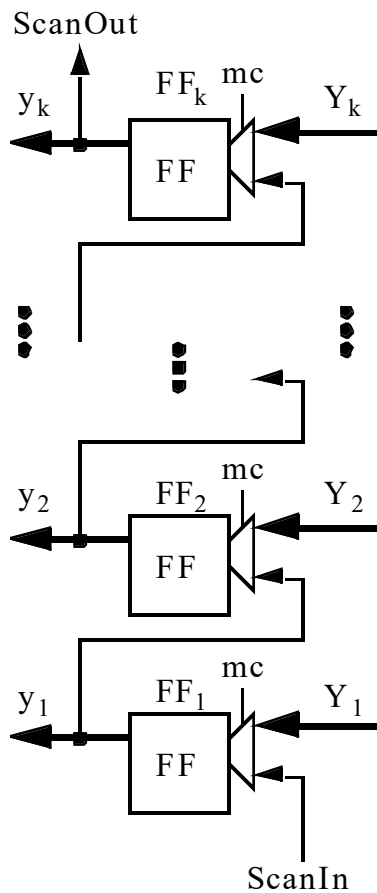 ScanOut
y_k FF_k mc Y_k
FF
y_2 FF_2 mc Y_2
FF
y_1 FF_1 mc Y_1
FF
ScanIn